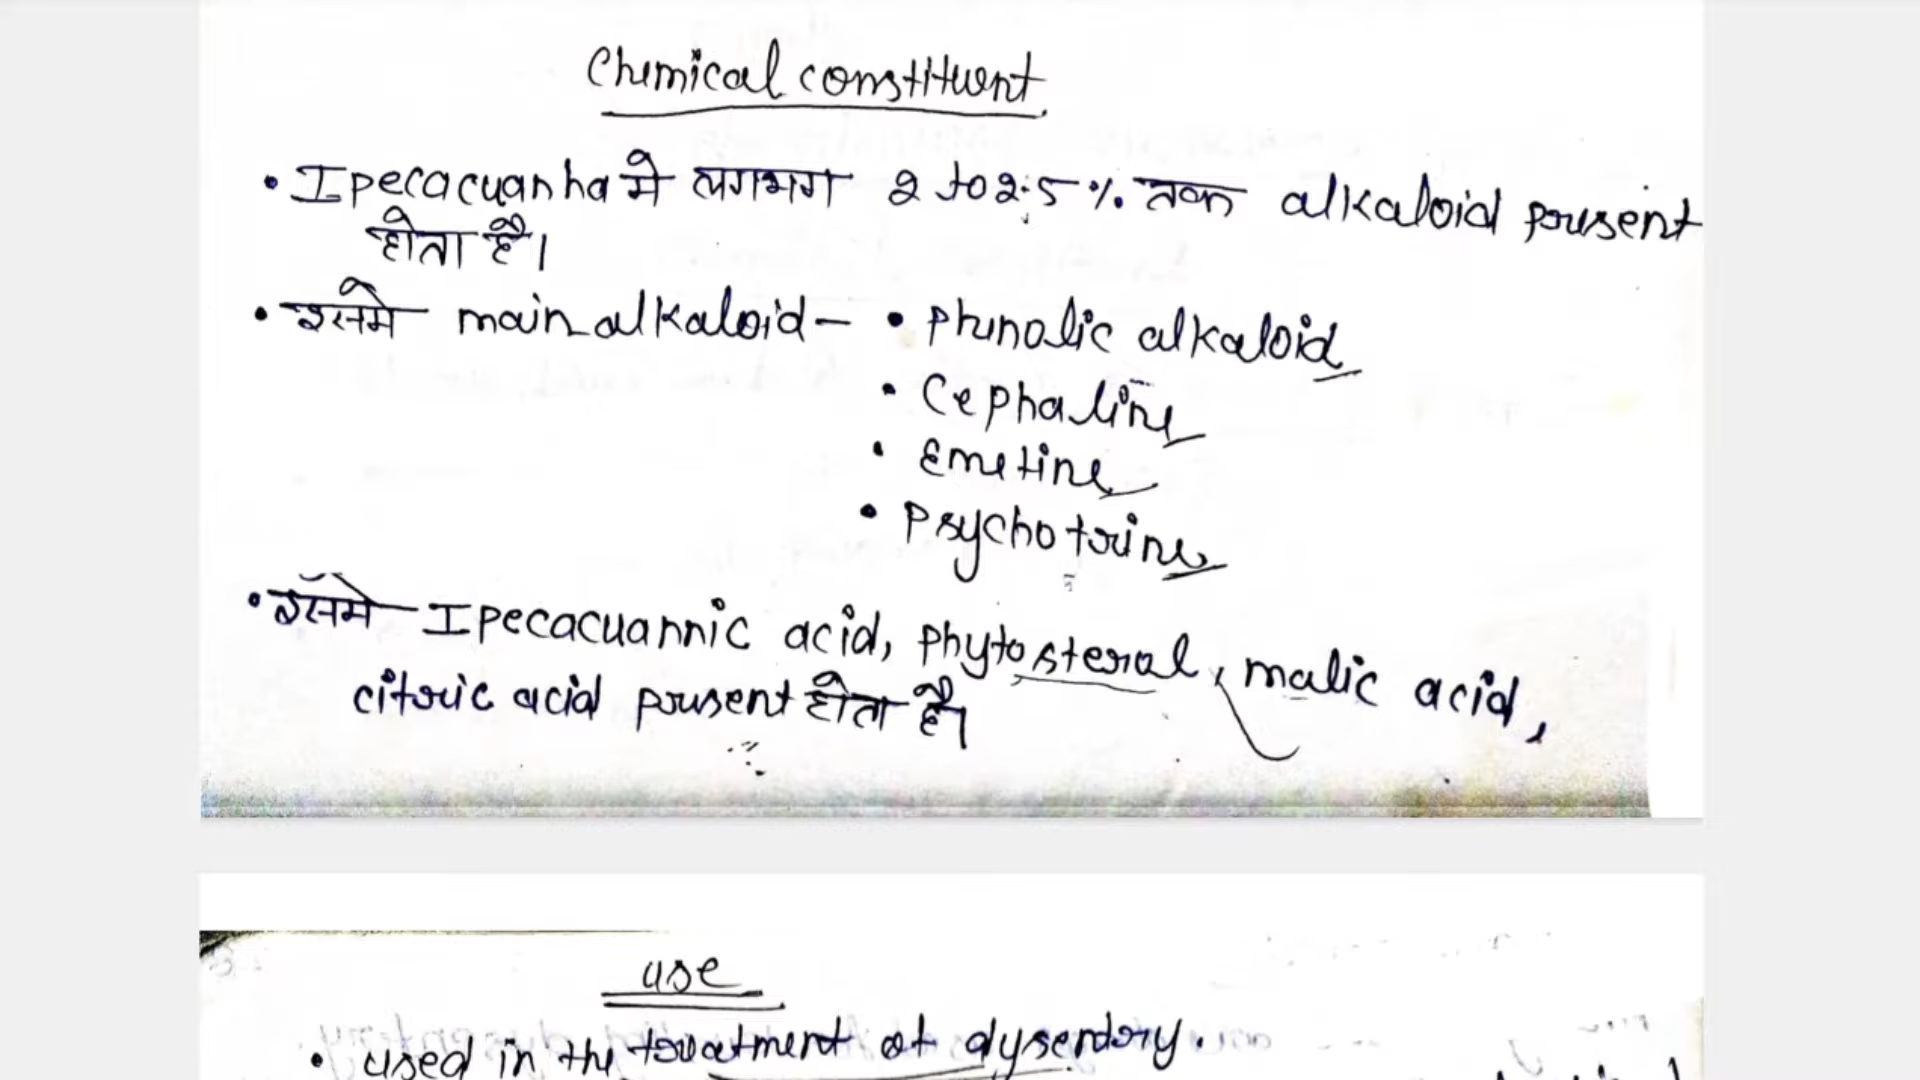 Chemical constituent
• Ipecacuanha मे लगभग 2 to 2.5 % तक alkaloid present
होता है।
• इसमे main alkaloid – • Phenolic alkaloid
• Cephaline
• Emetine
• Psychotrine
• इसमे Ipecacuannic acid, phytosteral, malic acid,
citric acid present होता है।
use
• used in the treatment of dysentory.